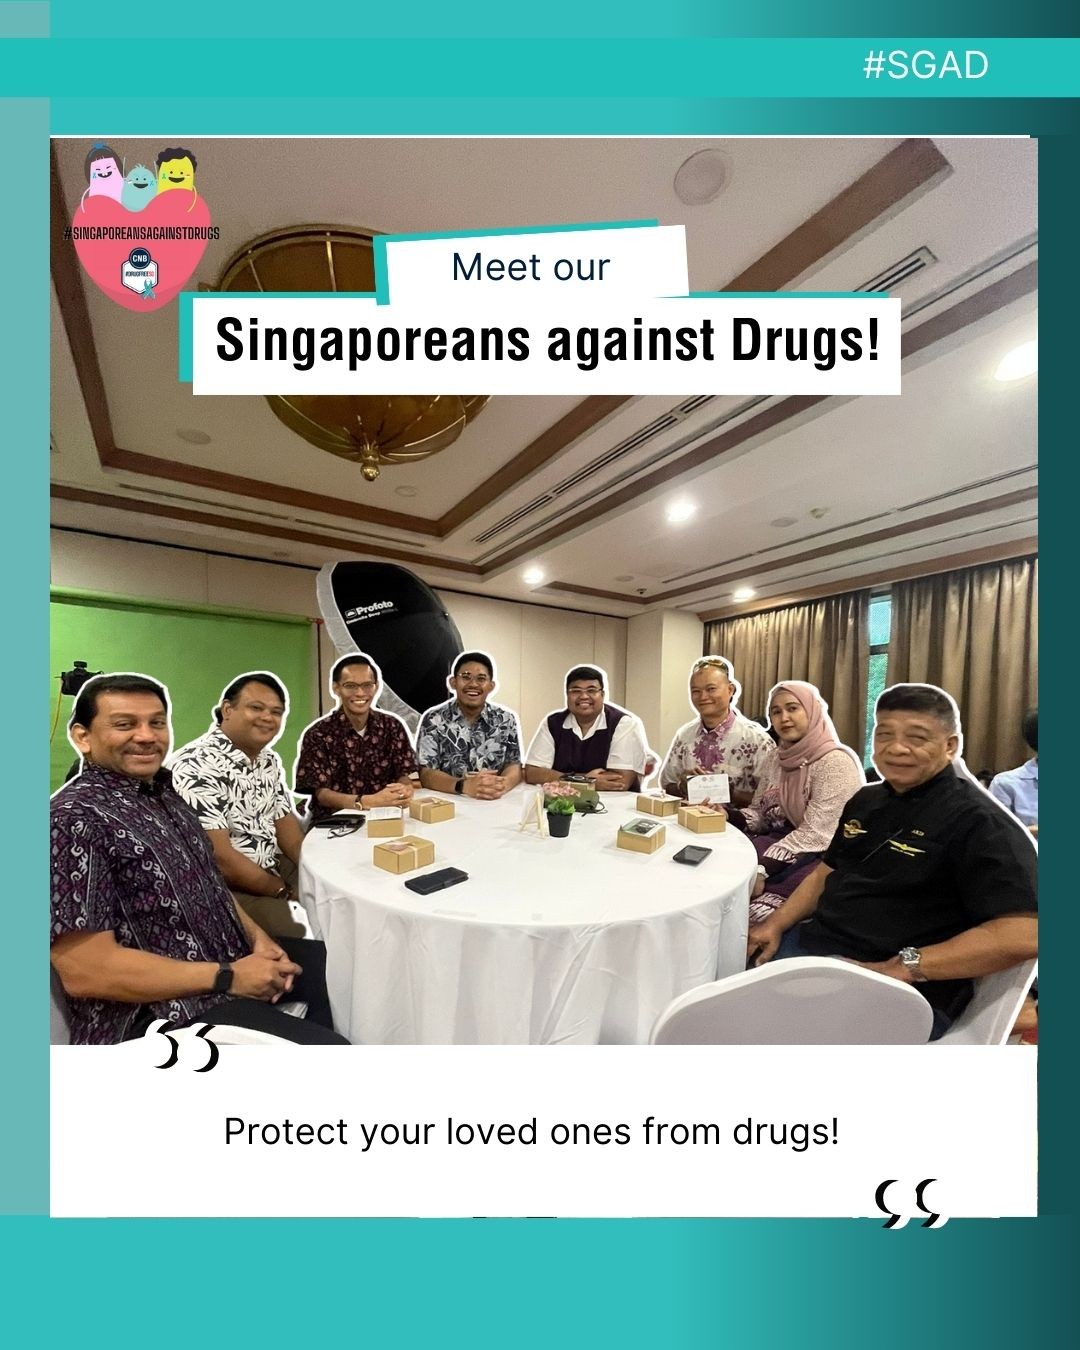 #SGAD
#SINGAPOREANSAGAINSTDRUGS
CNB
#DRUGFREESG
Meet our
Singaporeans against Drugs!
Profoto
Protect your loved ones from drugs!